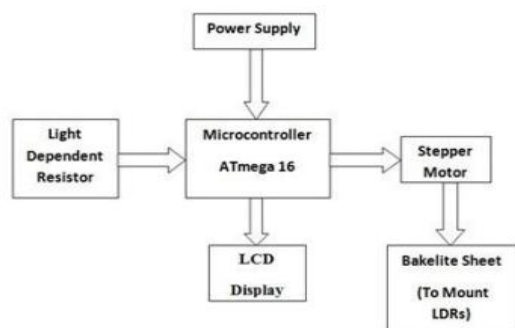 Power Supply
Light
Dependent
Resistor
Microcontroller
ATmega 16
Stepper
Motor
LCD
Display
Bakelite Sheet
(To Mount
LDRs)